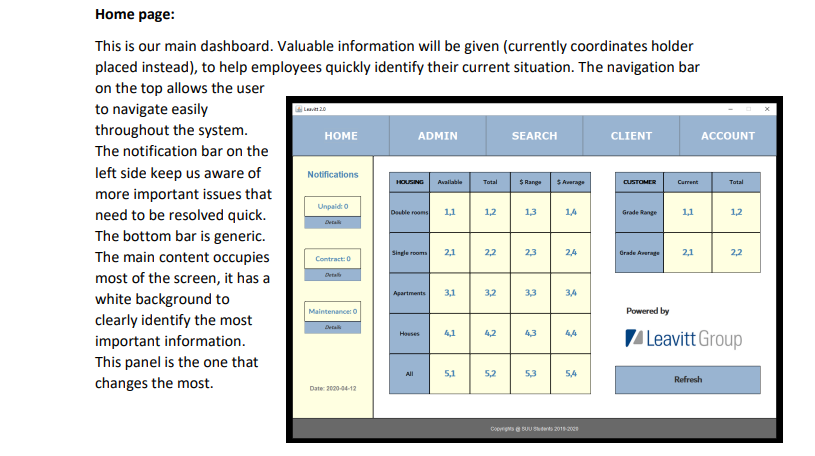 Home page:
This is our main dashboard. Valuable information will be given (currently coordinates holder
placed instead), to help employees quickly identify their current situation. The navigation bar
on the top allows the user
to navigate easily
throughout the system.
The notification bar on the
left side keep us aware of
more important issues that
need to be resolved quick.
The bottom bar is generic.
The main content occupies
most of the screen, it has a
white background to
clearly identify the most
important information.
This panel is the one that
changes the most.
Leavitt 2.0
HOME ADMIN SEARCH CLIENT ACCOUNT
Notifications
Unpaid: 0
Details
Contract: 0
Details
Maintenance: 0
Details
Date: 2020-04-12
HOUSING Available Total $ Range $ Average
Double rooms 1,1 1,2 1,3 1,4
Single rooms 2,1 2,2 2,3 2,4
Apartments 3,1 3,2 3,3 3,4
Houses 4,1 4,2 4,3 4,4
All 5,1 5,2 5,3 5,4
CUSTOMER Current Total
Grade Range 1,1 1,2
Grade Average 2,1 2,2
Powered by
Leavitt Group
Refresh
Copyrights @ SUU Students 2019-2020